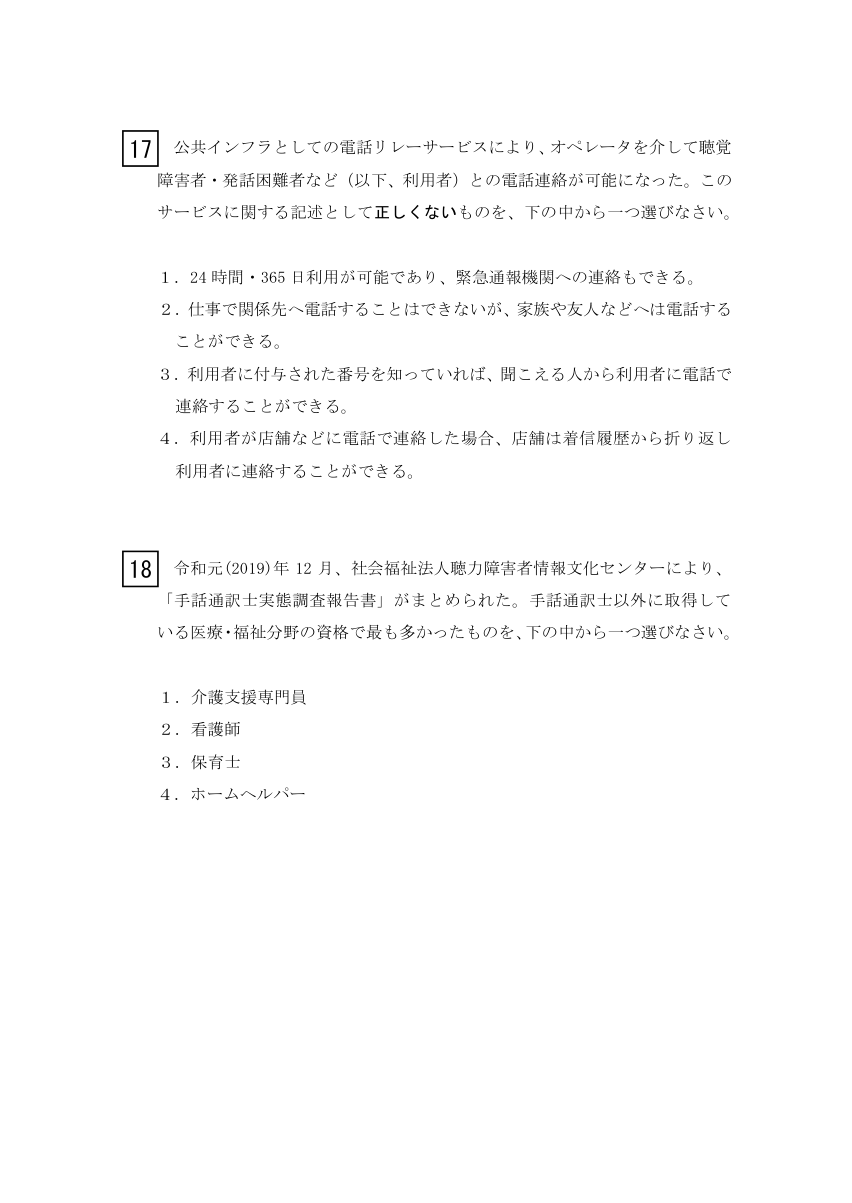 17　公共インフラとしての電話リレーサービスにより、オペレータを介して聴覚
障害者・発話困難者など（以下、利用者）との電話連絡が可能になった。この
サービスに関する記述として正しくないものを、下の中から一つ選びなさい。
１．24 時間・365 日利用が可能であり、緊急通報機関への連絡もできる。
２．仕事で関係先へ電話することはできないが、家族や友人などへは電話する
ことができる。
３．利用者に付与された番号を知っていれば、聞こえる人から利用者に電話で
連絡することができる。
４．利用者が店舗などに電話で連絡した場合、店舗は着信履歴から折り返し
利用者に連絡することができる。
18　令和元(2019)年 12 月、社会福祉法人聴力障害者情報文化センターにより、
「手話通訳士実態調査報告書」がまとめられた。手話通訳士以外に取得して
いる医療・福祉分野の資格で最も多かったものを、下の中から一つ選びなさい。
１．介護支援専門員
２．看護師
３．保育士
４．ホームヘルパー